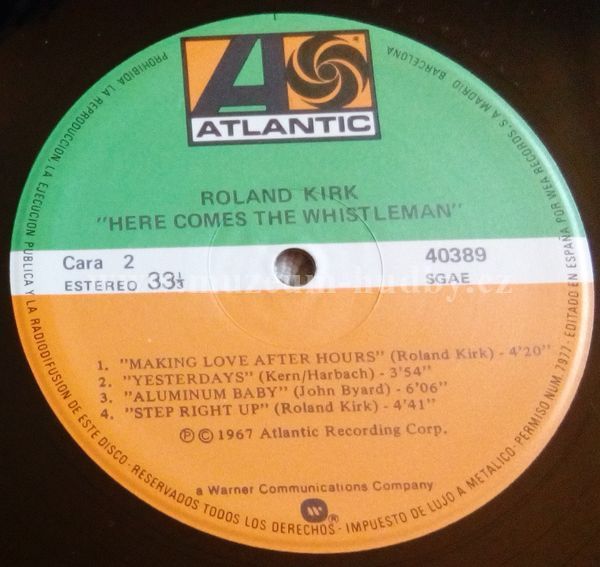 ATLANTIC
ROLAND KIRK
"HERE COMES THE WHISTLEMAN"
Cara 2
ESTEREO 33⅓
40389
SGAE
www.muzeum-hudby.cz
1. "MAKING LOVE AFTER HOURS" (Roland Kirk) - 4'20"
2. "YESTERDAYS" (Kern/Harbach) - 3'54"
3. "ALUMINUM BABY" (John Byard) - 6'06"
4. "STEP RIGHT UP" (Roland Kirk) - 4'41"
Ⓟ © 1967 Atlantic Recording Corp.
a Warner Communications Company
PROHIBIDA LA REPRODUCCION, LA EJECUCION PUBLICA Y LA RADIODIFUSION DE ESTE DISCO - RESERVADOS TODOS LOS DERECHOS - IMPUESTO DE LUJO A METALICO - PERMISO NUM 7977 - EDITADO EN ESPAÑA POR WEA RECORDS, S. A MADRID BARCELONA